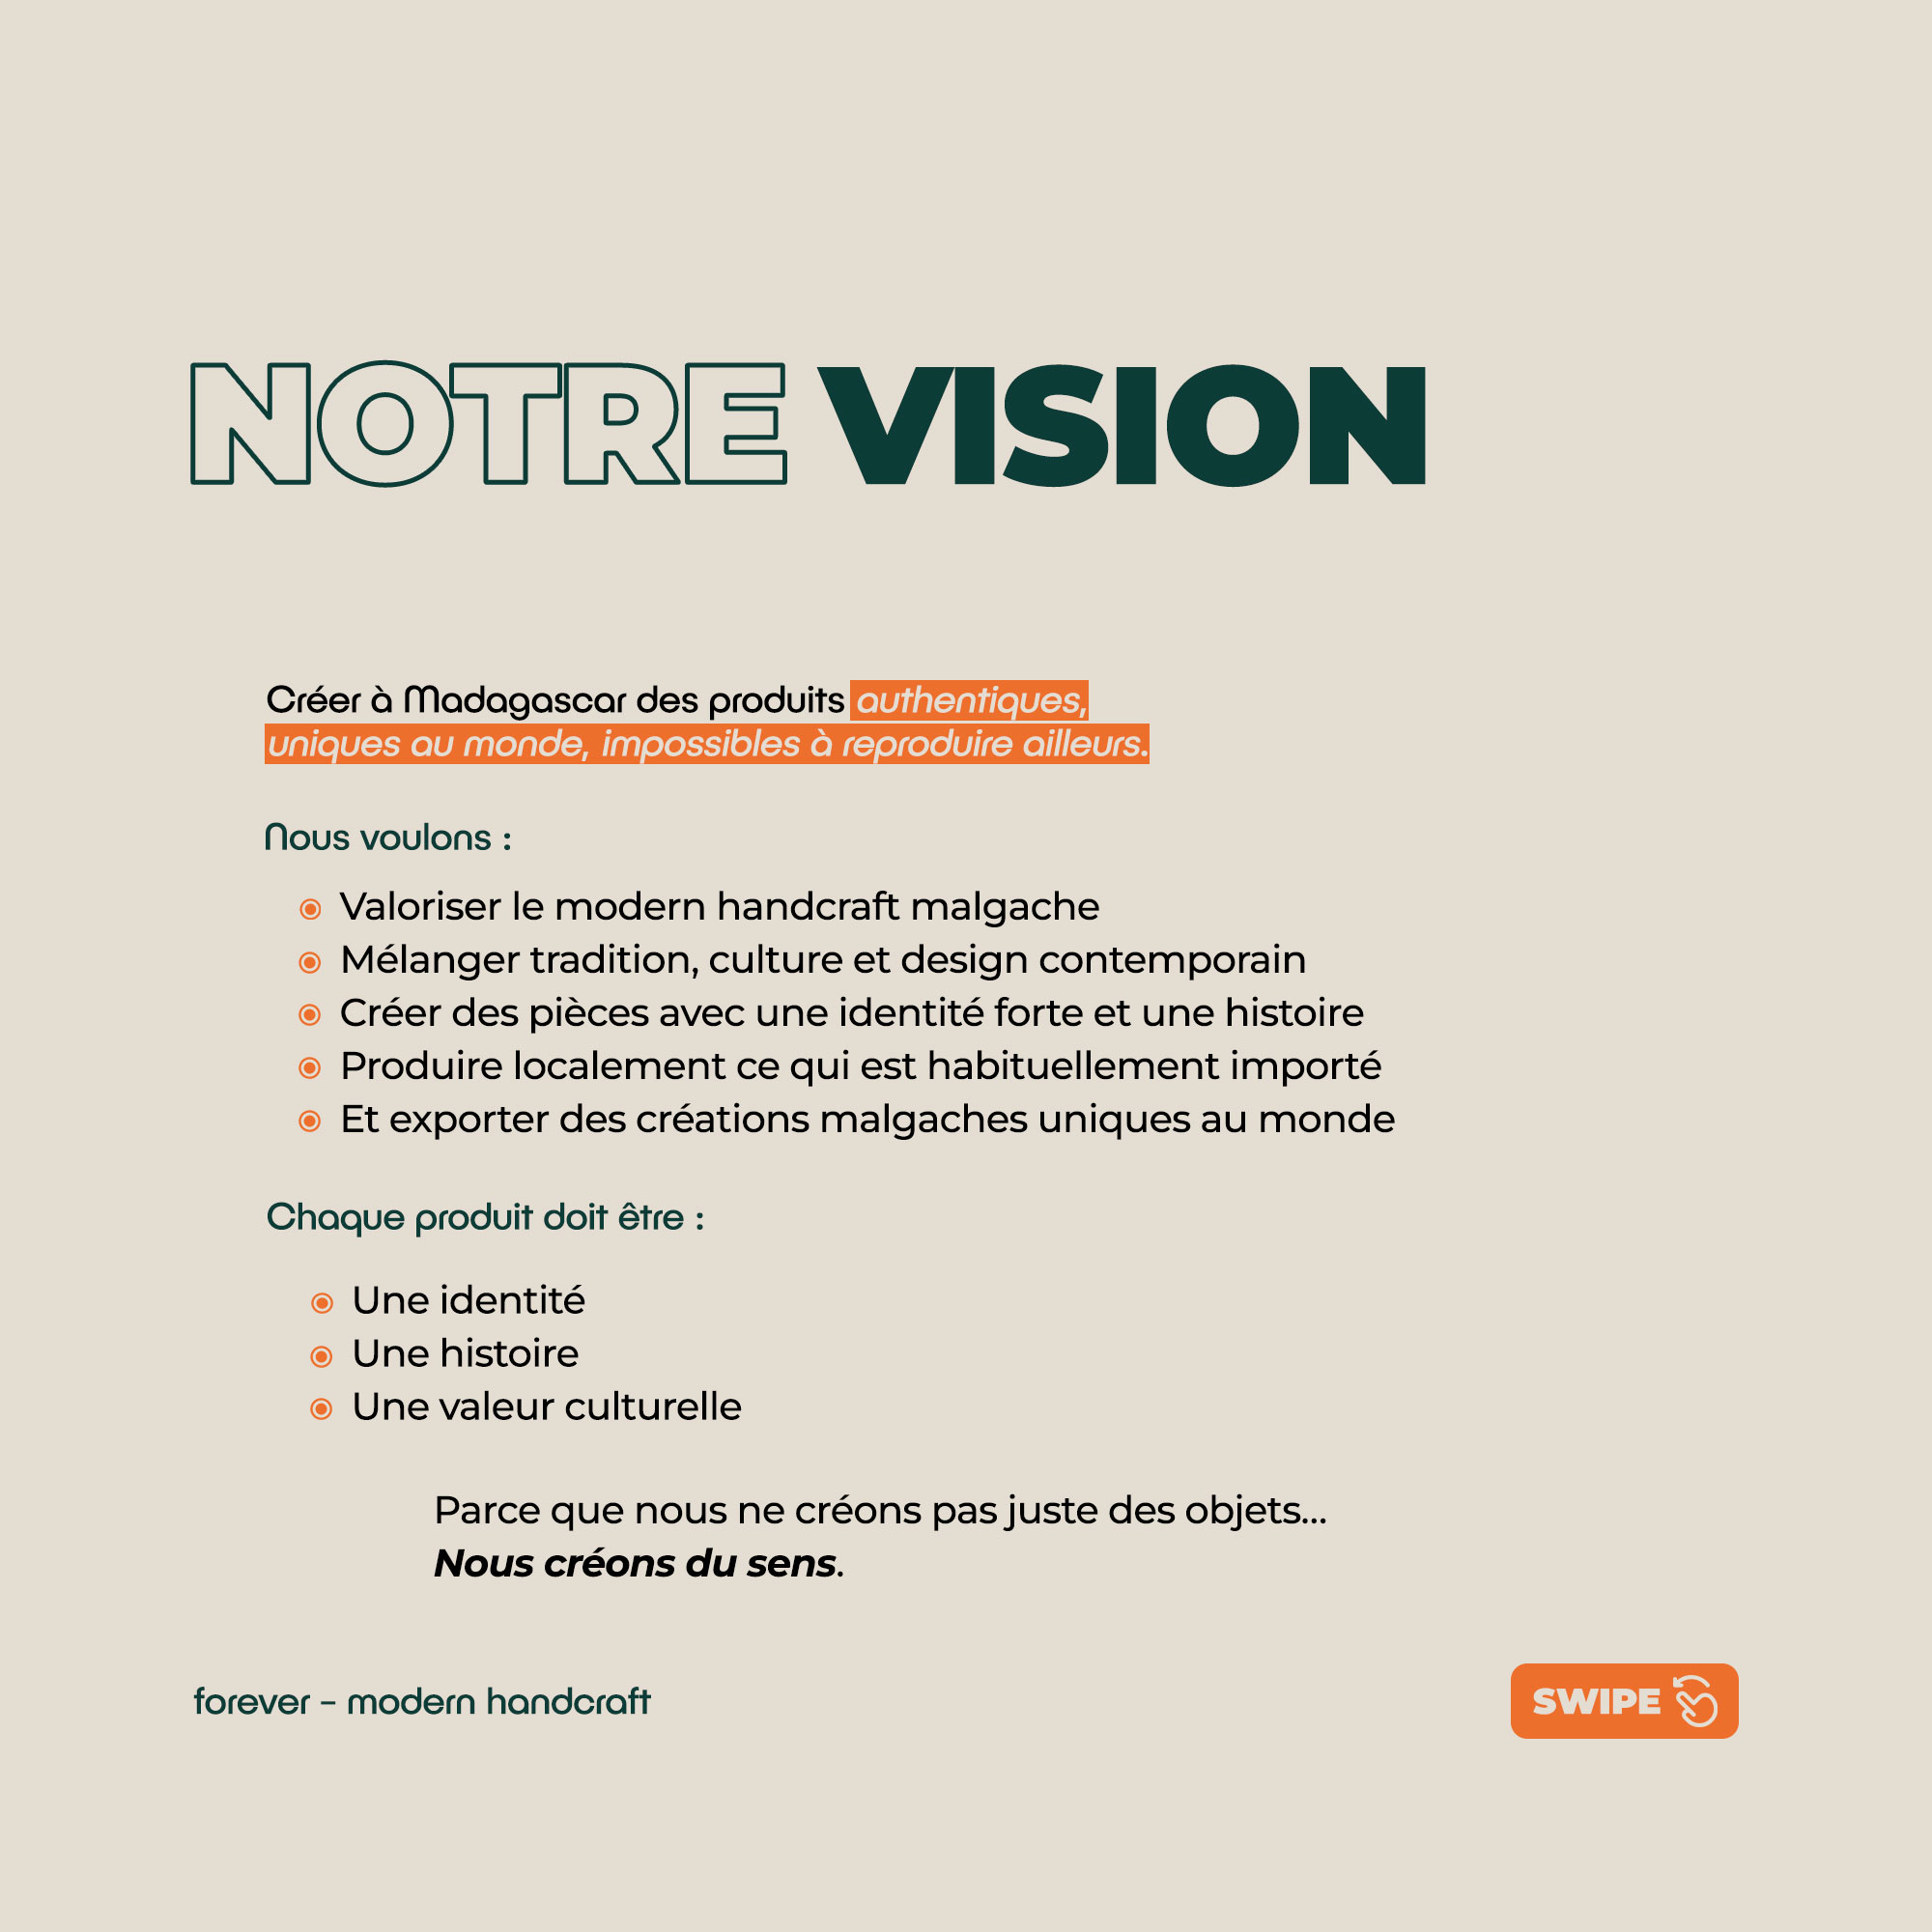 NOTRE VISION
Créer à Madagascar des produits authentiques,
uniques au monde, impossibles à reproduire ailleurs.
Nous voulons :
Valoriser le modern handcraft malgache
Mélanger tradition, culture et design contemporain
Créer des pièces avec une identité forte et une histoire
Produire localement ce qui est habituellement importé
Et exporter des créations malgaches uniques au monde
Chaque produit doit être :
Une identité
Une histoire
Une valeur culturelle
Parce que nous ne créons pas juste des objets...
Nous créons du sens.
forever - modern handcraft
SWIPE